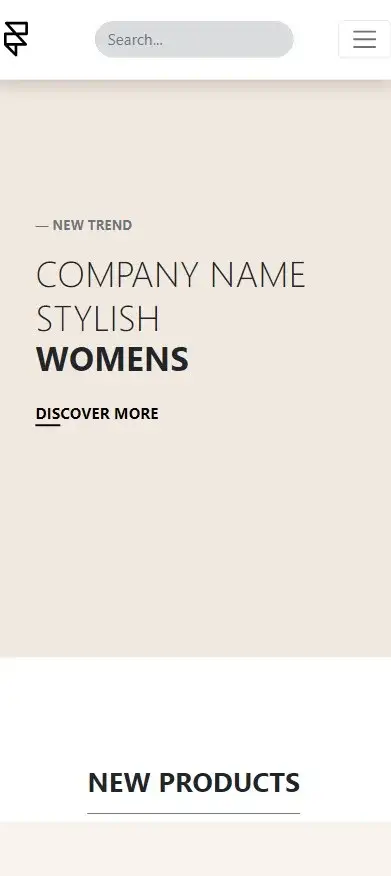 Search...
— NEW TREND
COMPANY NAME
STYLISH
WOMENS
DISCOVER MORE
NEW PRODUCTS